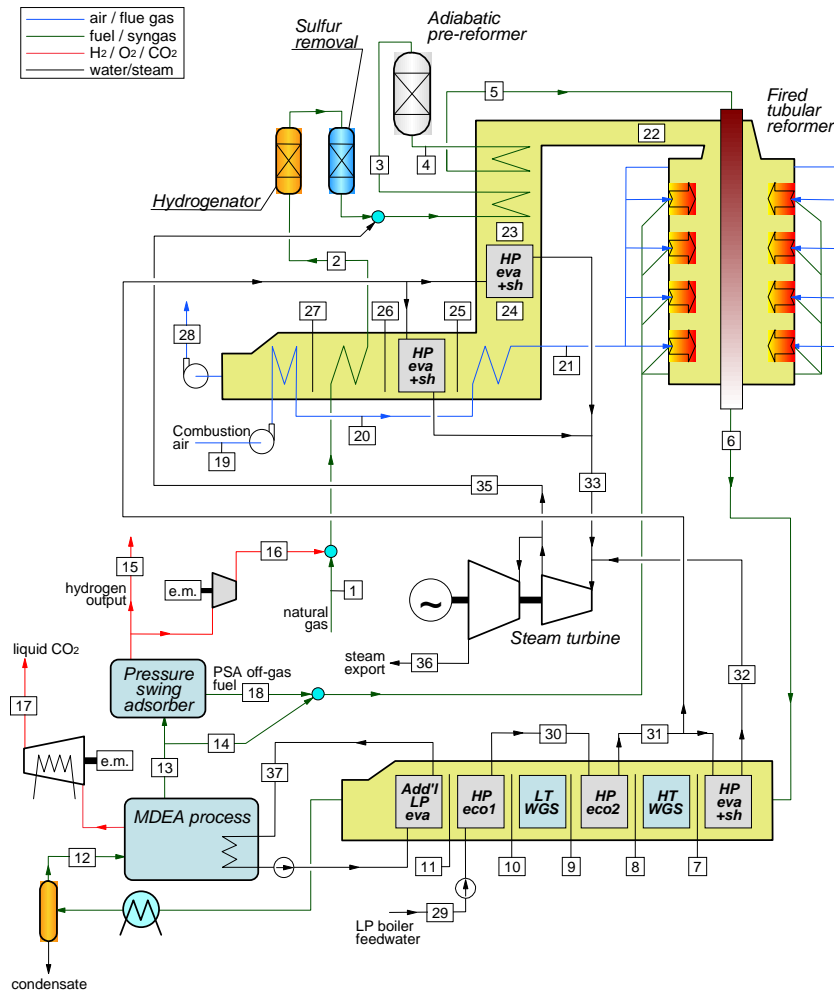 air / flue gas
fuel / syngas
H₂ / O₂ / CO₂
water/steam
Sulfur
removal
Adiabatic
pre-reformer
5
Fired
tubular
reformer
22
3
4
Hydrogenator
23
2
HP
eva
+sh
24
27
26
25
28
HP
eva
+sh
21
20
Combustion
air
19
6
35
33
16
15
hydrogen
output
e.m.
1
natural
gas
~
Steam turbine
liquid CO₂
Pressure
swing
adsorber
PSA off-gas
fuel
18
steam
export
36
32
17
14
e.m.
13
37
30
31
MDEA process
Add'l
LP
eva
HP
eco1
LT
WGS
HP
eco2
HT
WGS
HP
eva
+sh
12
11
10
9
8
7
29
LP boiler
feedwater
condensate